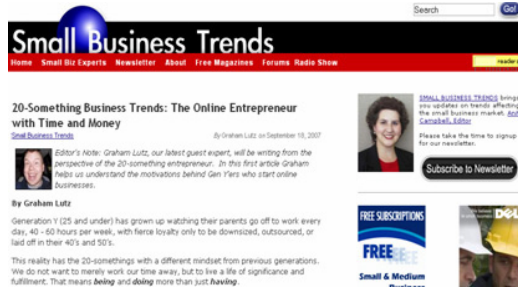 Search
Go!
Small Business Trends
Home Small Biz Experts Newsletter About Free Magazines Forums Radio Show
readers
20-Something Business Trends: The Online Entrepreneur
with Time and Money
Small Business Trends
By Graham Lutz on September 18, 2007
Editor's Note: Graham Lutz, our latest guest expert, will be writing from the
perspective of the 20-something entrepreneur. In this first article Graham
helps us understand the motivations behind Gen Y'ers who start online
businesses.
By Graham Lutz
Generation Y (25 and under) has grown up watching their parents go off to work every
day, 40 - 60 hours per week, with fierce loyalty only to be downsized, outsourced, or
laid off in their 40's and 50's.
This reality has the 20-somethings with a different mindset from previous generations.
We do not want to merely work our time away, but to live a life of significance and
fulfillment. That means being and doing more than just having.
SMALL BUSINESS TRENDS brings
you updates on trends affecting
the small business market.
Campbell, Editor
Please take the time to signup
for our newsletter.
Subscribe to Newsletter
FREE SUBSCRIPTIONS
FREE
Small & Medium
Business
DELL